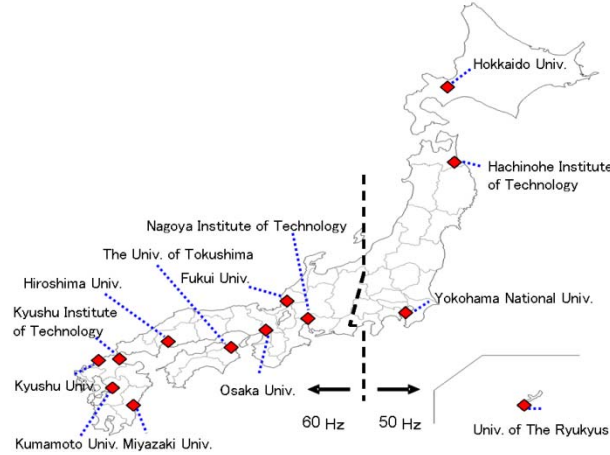 Hokkaido Univ.
Hachinohe Institute
of Technology
Nagoya Institute of Technology
The Univ. of Tokushima
Fukui Univ.
Hiroshima Univ.
Yokohama National Univ.
Kyushu Institute
of Technology
Kyushu Univ.
Osaka Univ.
60 Hz
50 Hz
Kumamoto Univ.
Miyazaki Univ.
Univ. of The Ryukyus